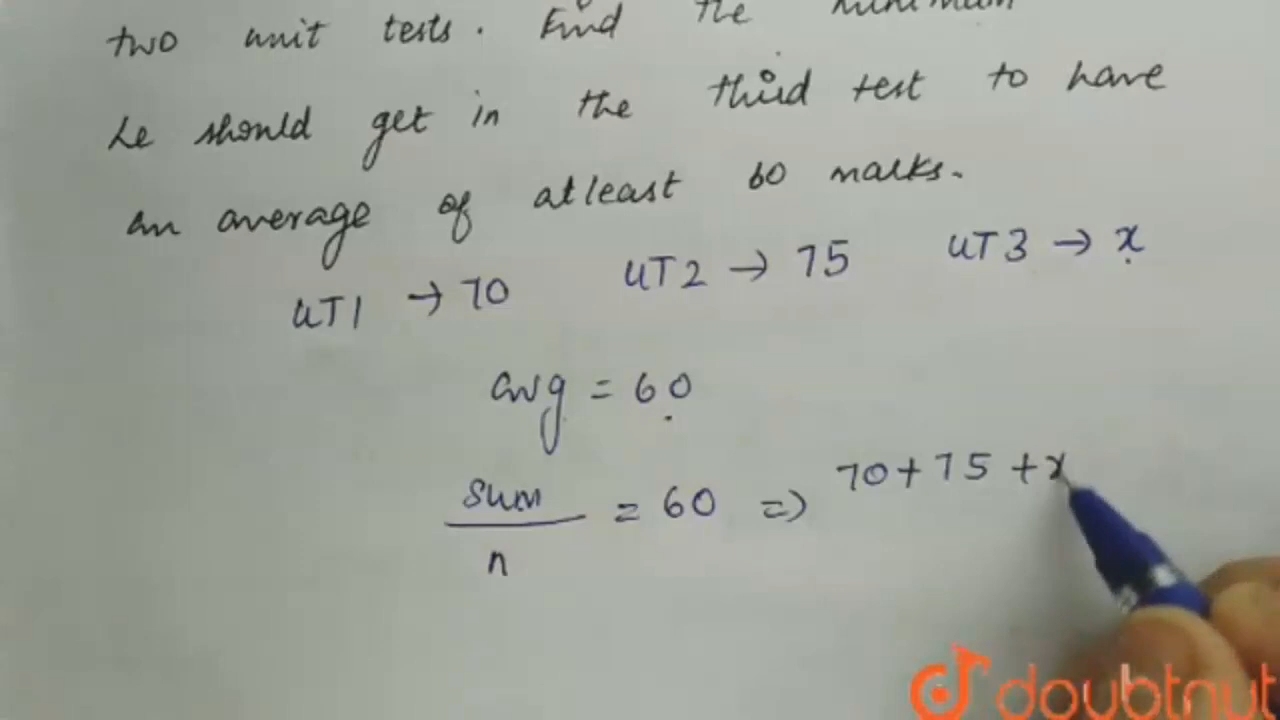 two unit tests. Find the minimum
he should get in the third test to have
an average of atleast 60 marks.
UT1 → 70 UT2 → 75 UT3 → x
avg = 60
sum/n = 60 => 70+75+x
doubtnut